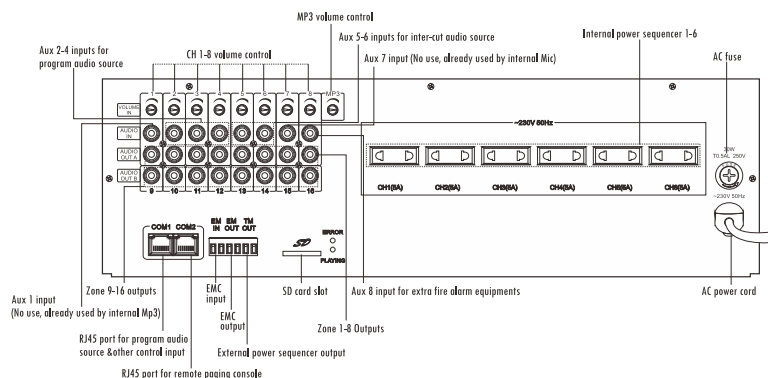 MP3 volume control
Aux 5-6 inputs for inter-cut audio source
Aux 2-4 inputs for
program audio source
CH 1-8 volume control
Aux 7 input (No use, already used by internal Mic)
Internal power sequencer 1-6
AC fuse
1 2 3 4 5 6 7 8 MP3
VOLUME
IN
AUDIO
IN
AUDIO
OUT A
AUDIO
OUT B
9 10 11 12 13 14 15 16
~230V 50Hz
CH1(5A) CH2(5A) CH3(5A) CH4(5A) CH5(5A) CH6(5A)
30W
T0.5AL 250V
~230V 50Hz
COM1 COM2
EM
IN
EM
OUT
TM
OUT
SD
ERROR
PLAYING
Zone 9-16 outputs
EMC
input
SD card slot
Aux 8 input for extra fire alarm equipments
AC power cord
Aux 1 input
(No use, already used by internal Mp3)
EMC
output
Zone 1-8 Outputs
RJ45 port for program audio
source &other control input
External power sequencer output
RJ45 port for remote paging console